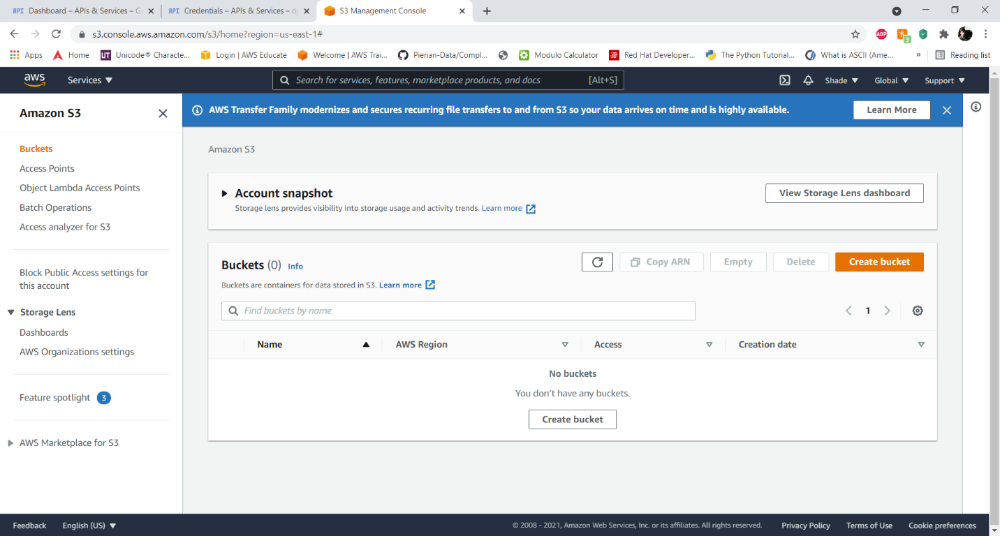 API Dashboard – APIs & Services – Go
API Credentials – APIs & Services – dj
S3 Management Console
s3.console.aws.amazon.com/s3/home?region=us-east-1#
ABP
3
Apps
Home
UT Unicode® Characte...
Login | AWS Educate
Welcome | AWS Trai...
Pierian-Data/Compl...
Modulo Calculator
Red Hat Developer...
The Python Tutorial...
What is ASCII (Ame...
»
Reading list
aws
Services
Search for services, features, marketplace products, and docs [Alt+S]
Shade
Global
Support
Amazon S3
Buckets
Access Points
Object Lambda Access Points
Batch Operations
Access analyzer for S3
Block Public Access settings for
this account
Storage Lens
Dashboards
AWS Organizations settings
Feature spotlight 3
AWS Marketplace for S3
AWS Transfer Family modernizes and secures recurring file transfers to and from S3 so your data arrives on time and is highly available.
Learn More
Amazon S3
Account snapshot
Storage lens provides visibility into storage usage and activity trends. Learn more
View Storage Lens dashboard
Buckets (0) Info
Copy ARN
Empty
Delete
Create bucket
Buckets are containers for data stored in S3. Learn more
Find buckets by name
1
Name
AWS Region
Access
Creation date
No buckets
You don't have any buckets.
Create bucket
Feedback
English (US)
© 2008 - 2021, Amazon Web Services, Inc. or its affiliates. All rights reserved.
Privacy Policy
Terms of Use
Cookie preferences